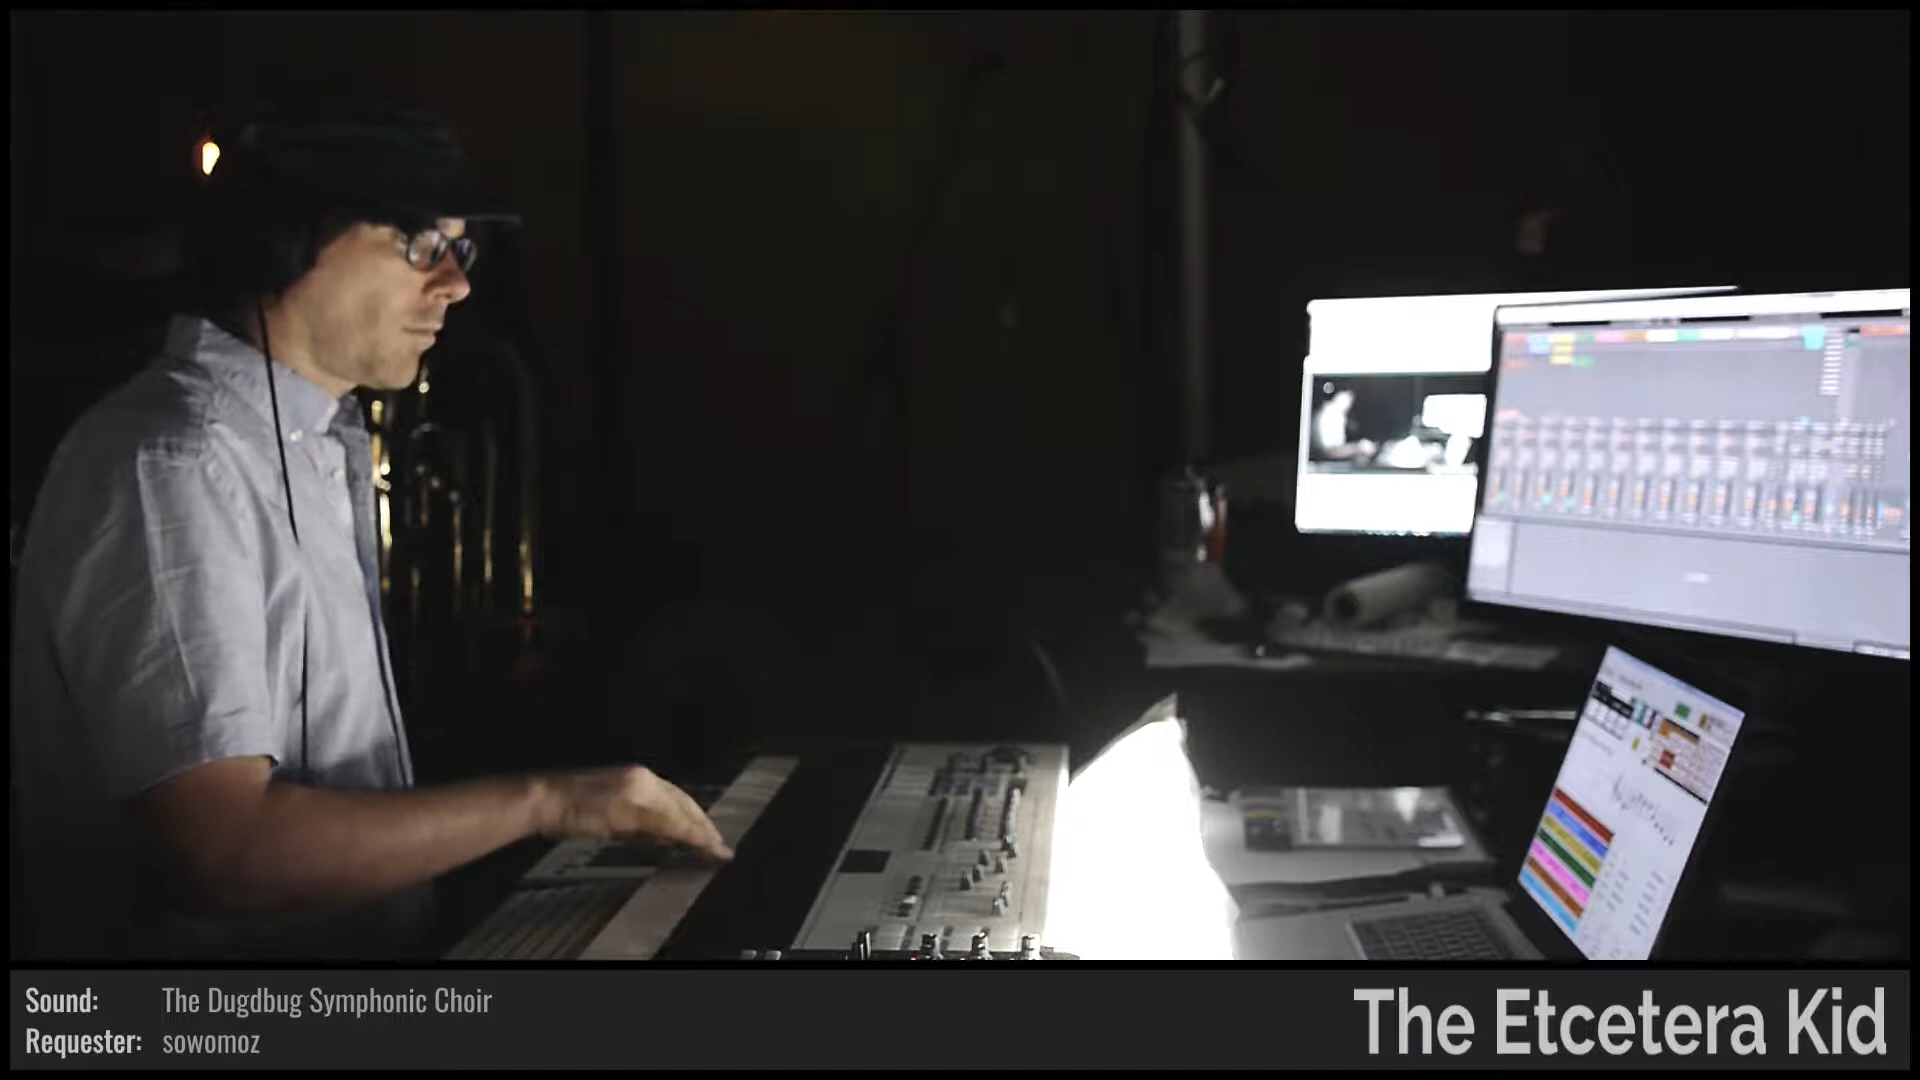 Sound: The Dugdbug Symphonic Choir
Requester: sowomoz
The Etcetera Kid